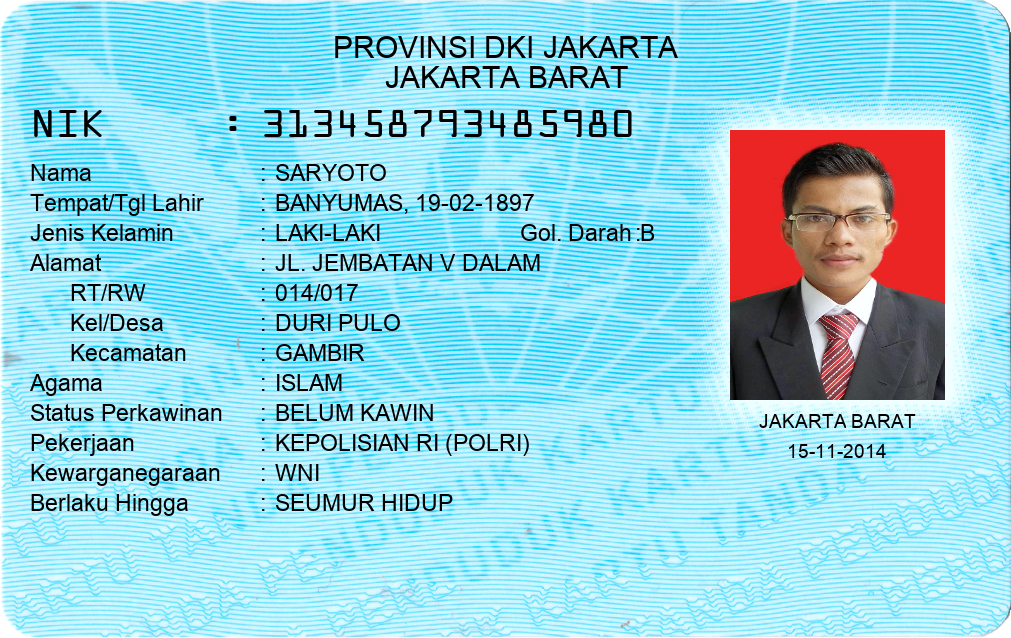 PROVINSI DKI JAKARTA
JAKARTA BARAT
NIK : 3134587934859​80
Nama : SARYOTO
Tempat/Tgl Lahir : BANYUMAS, 19-02-1897
Jenis Kelamin : LAKI-LAKI Gol. Darah :B
Alamat : JL. JEMBATAN V DALAM
RT/RW : 014/017
Kel/Desa : DURI PULO
Kecamatan : GAMBIR
Agama : ISLAM
Status Perkawinan : BELUM KAWIN
Pekerjaan : KEPOLISIAN RI (POLRI)
Kewarganegaraan : WNI
Berlaku Hingga : SEUMUR HIDUP
JAKARTA BARAT
15-11-2014